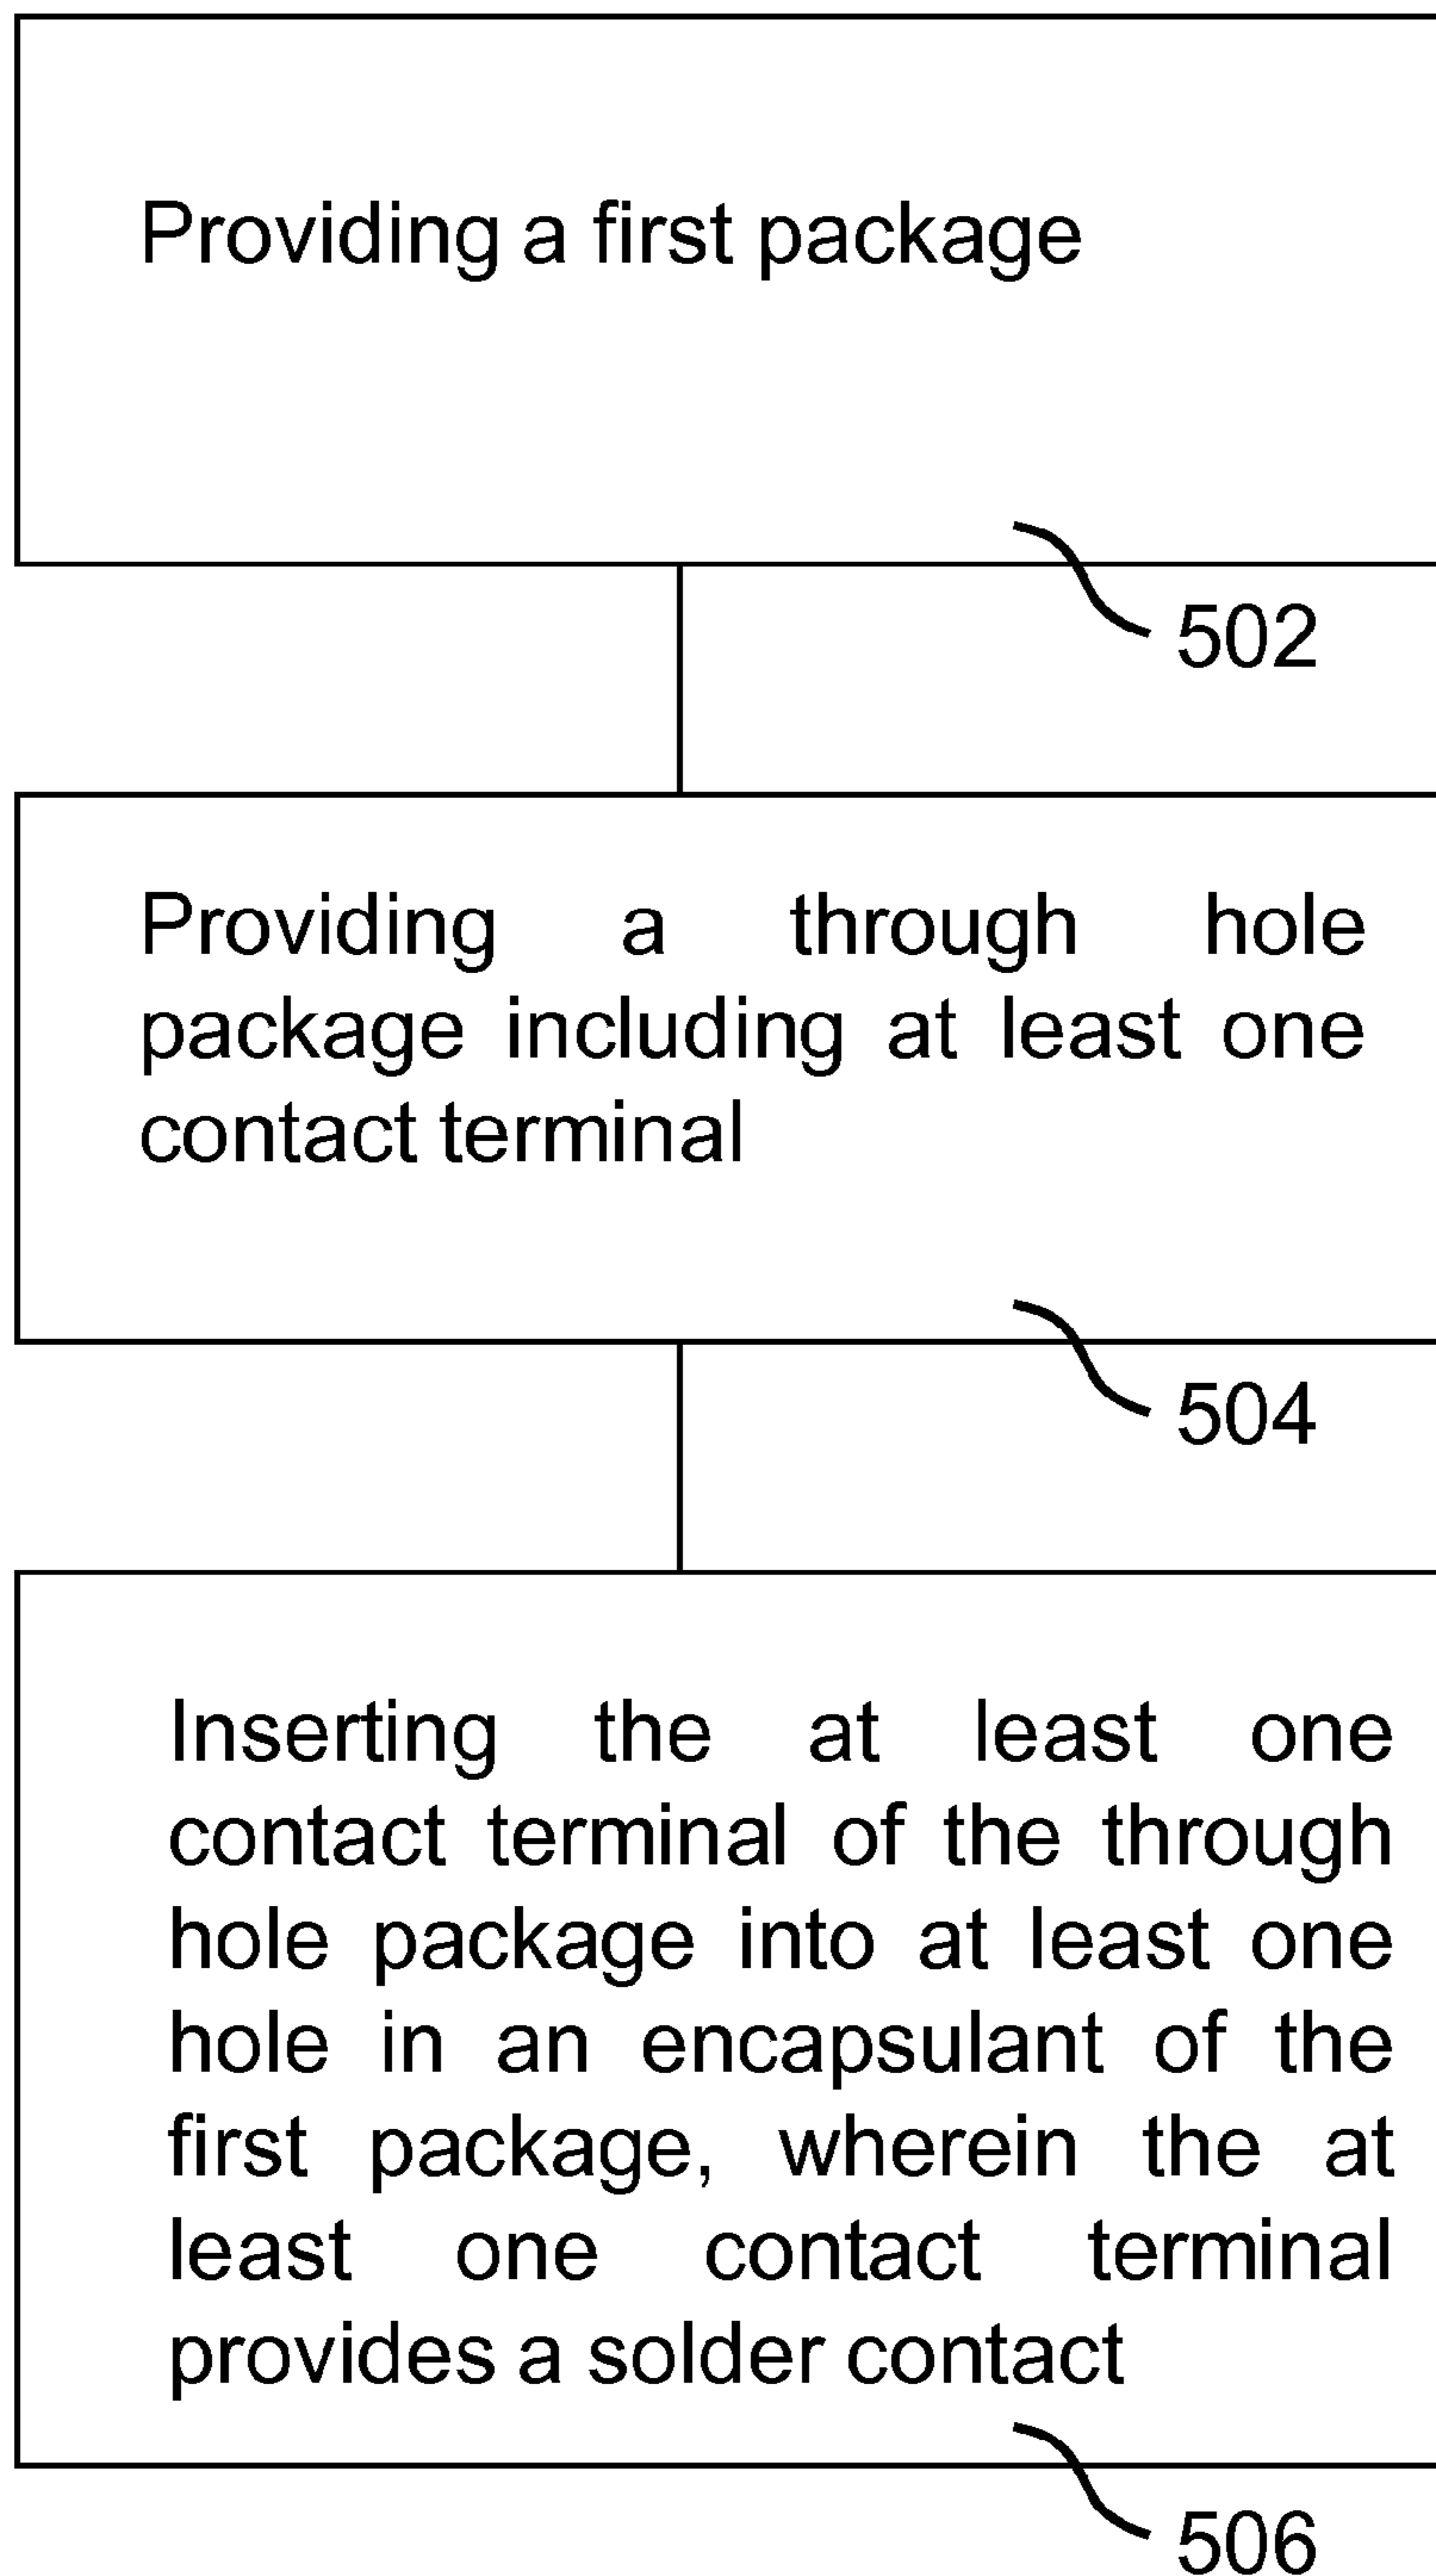 Providing a first package
502
Providing a through hole
package including at least one
contact terminal
504
Inserting the at least one
contact terminal of the through
hole package into at least one
hole in an encapsulant of the
first package, wherein the at
least one contact terminal
provides a solder contact
506